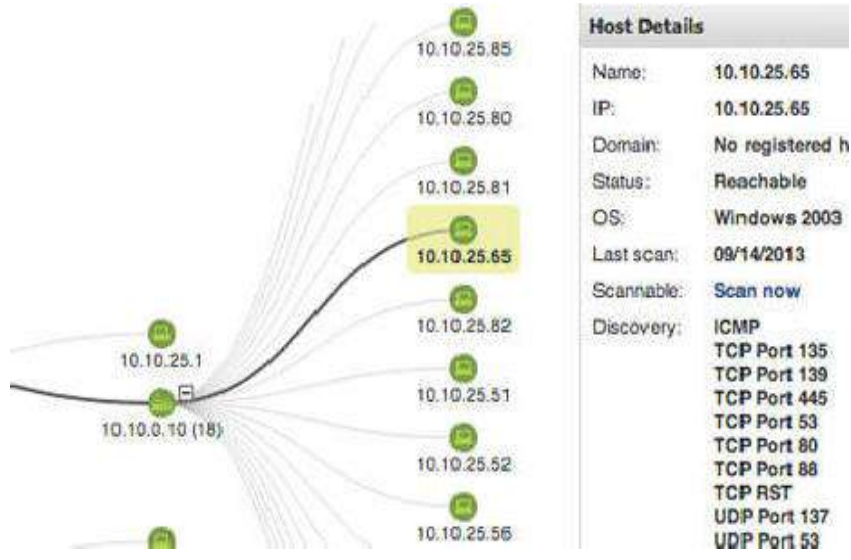 10.10.25.85
10.10.25.80
10.10.25.81
10.10.25.65
10.10.25.82
10.10.25.1
10.10.25.51
10.10.0.10 (18)
10.10.25.52
10.10.25.56
Host Details
Name: 10.10.25.65
IP: 10.10.25.65
Domain: No registered h
Status: Reachable
OS: Windows 2003
Last scan: 09/14/2013
Scannable: Scan now
Discovery: ICMP
TCP Port 135
TCP Port 139
TCP Port 445
TCP Port 53
TCP Port 80
TCP Port 88
TCP RST
UDP Port 137
UDP Port 53